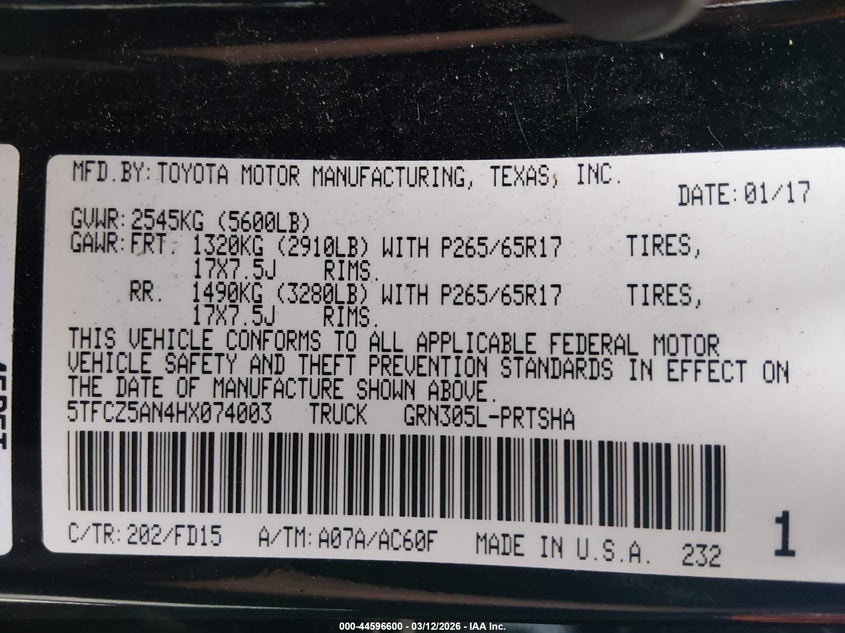 MFD.BY:TOYOTA MOTOR MANUFACTURING, TEXAS, INC.
DATE:01/17
GVWR:2545KG (5600LB)
GAWR:FRT. 1320KG (2910LB) WITH P265/65R17 TIRES,
17X7.5J RIMS.
RR. 1490KG (3280LB) WITH P265/65R17 TIRES,
17X7.5J RIMS.
THIS VEHICLE CONFORMS TO ALL APPLICABLE FEDERAL MOTOR
VEHICLE SAFETY AND THEFT PREVENTION STANDARDS IN EFFECT ON
THE DATE OF MANUFACTURE SHOWN ABOVE.
5TFCZ5AN4HX074003 TRUCK GRN305L-PRTSHA
C/TR:202/FD15 A/TM:A07A/AC60F MADE IN U.S.A. 232
1
000-44596600 - 03/12/2026 - IAA Inc.